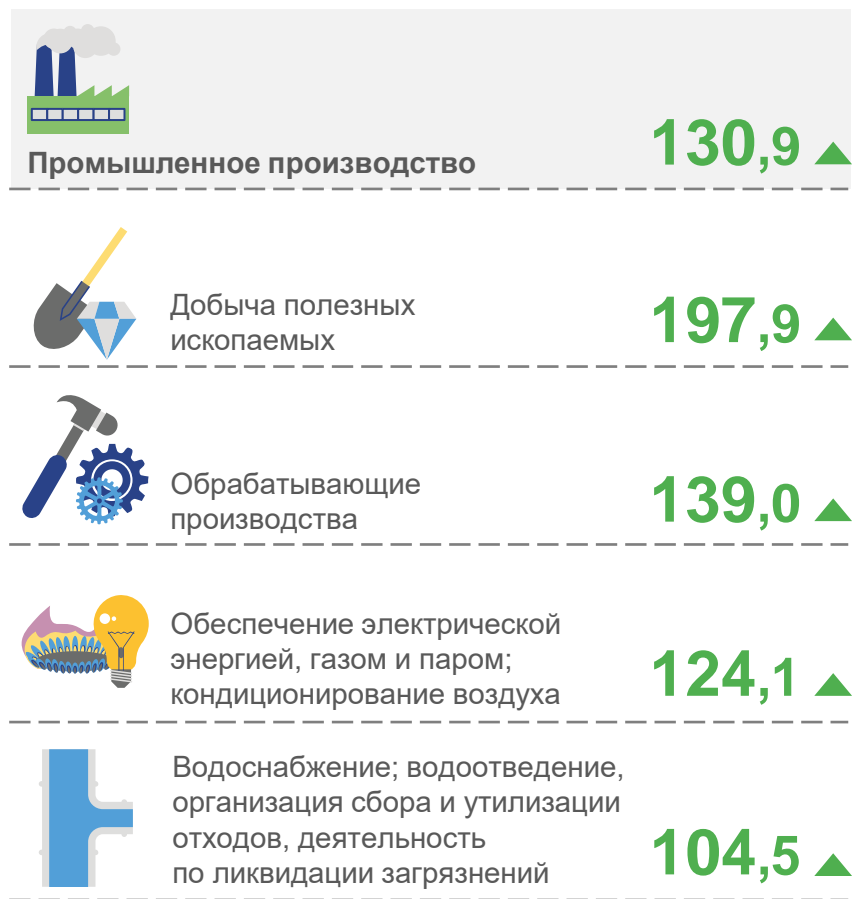 Промышленное производство
130,9
Добыча полезных
ископаемых
197,9
Обрабатывающие
производства
139,0
Обеспечение электрической
энергией, газом и паром;
кондиционирование воздуха
124,1
Водоснабжение; водоотведение,
организация сбора и утилизации
отходов, деятельность
по ликвидации загрязнений
104,5